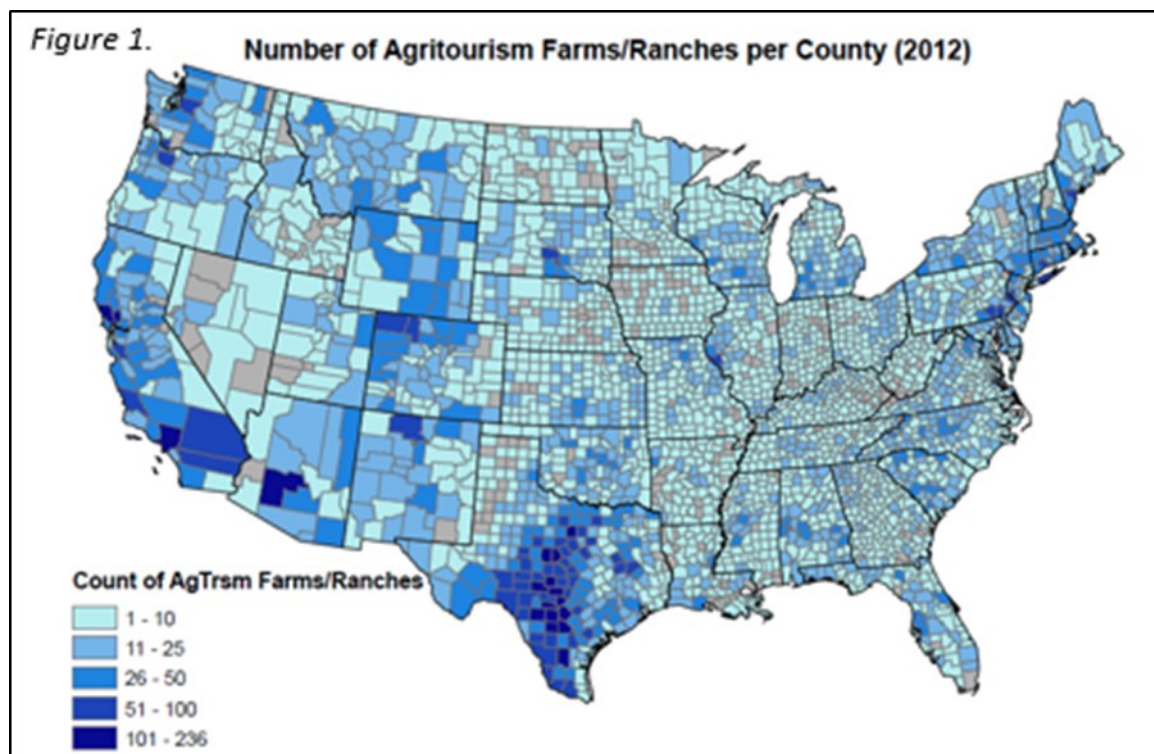 Figure 1.
Number of Agritourism Farms/Ranches per County (2012)
Count of AgTrsm Farms/Ranches
1 - 10
11 - 25
26 - 50
51 - 100
101 - 236